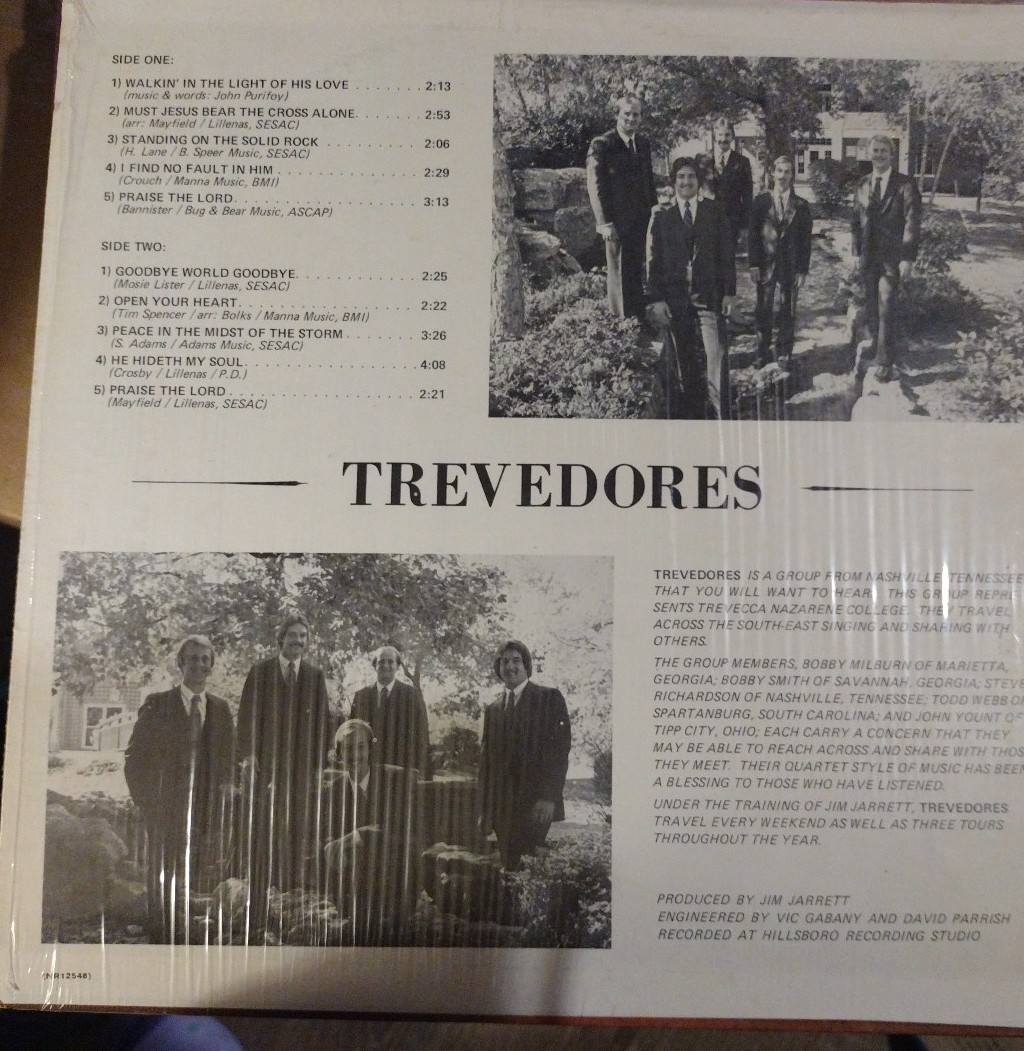 SIDE ONE:
1) WALKIN' IN THE LIGHT OF HIS LOVE . . . . . . . 2:13
(music & words: John Purifoy)
2) MUST JESUS BEAR THE CROSS ALONE. . . . . . . 2:53
(arr: Mayfield / Lillenas, SESAC)
3) STANDING ON THE SOLID ROCK . . . . . . . . . . 2:06
(H. Lane / B. Speer Music, SESAC)
4) I FIND NO FAULT IN HIM . . . . . . . . . . . . . . 2:29
(Crouch / Manna Music, BMI)
5) PRAISE THE LORD. . . . . . . . . . . . . . . . . . . 3:13
(Bannister / Bug & Bear Music, ASCAP)
SIDE TWO:
1) GOODBYE WORLD GOODBYE. . . . . . . . . . . . 2:25
(Mosie Lister / Lillenas, SESAC)
2) OPEN YOUR HEART. . . . . . . . . . . . . . . . . . 2:22
(Tim Spencer / arr: Bolks / Manna Music, BMI)
3) PEACE IN THE MIDST OF THE STORM . . . . . . . 3:26
(S. Adams / Adams Music, SESAC)
4) HE HIDETH MY SOUL. . . . . . . . . . . . . . . . . 4:08
(Crosby / Lillenas / P.D.)
5) PRAISE THE LORD . . . . . . . . . . . . . . . . . . . 2:21
(Mayfield / Lillenas, SESAC)
TREVEDORES
TREVEDORES IS A GROUP FROM NASHVILLE, TENNESSEE
THAT YOU WILL WANT TO HEAR. THIS GROUP REPRE-
SENTS TREVECCA NAZARENE COLLEGE. THEY TRAVEL
ACROSS THE SOUTH-EAST SINGING AND SHARING WITH
OTHERS.
THE GROUP MEMBERS, BOBBY MILBURN OF MARIETTA,
GEORGIA; BOBBY SMITH OF SAVANNAH, GEORGIA; STEVE
RICHARDSON OF NASHVILLE, TENNESSEE; TODD WEBB OF
SPARTANBURG, SOUTH CAROLINA; AND JOHN YOUNT OF
TIPP CITY, OHIO; EACH CARRY A CONCERN THAT THEY
MAY BE ABLE TO REACH ACROSS AND SHARE WITH THOS
THEY MEET. THEIR QUARTET STYLE OF MUSIC HAS BEEN
A BLESSING TO THOSE WHO HAVE LISTENED.
UNDER THE TRAINING OF JIM JARRETT, TREVEDORES
TRAVEL EVERY WEEKEND AS WELL AS THREE TOURS
THROUGHOUT THE YEAR.
PRODUCED BY JIM JARRETT
ENGINEERED BY VIC GABANY AND DAVID PARRISH
RECORDED AT HILLSBORO RECORDING STUDIO
(NR12548)